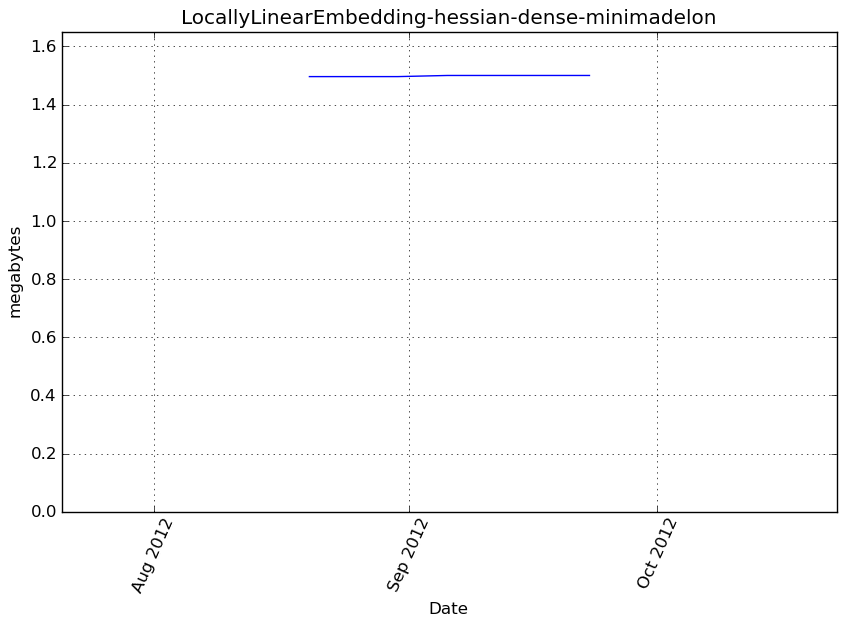 LocallyLinearEmbedding-hessian-dense-minimadelon
1.6
1.4
1.2
1.0
0.8
0.6
0.4
0.2
0.0
megabytes
Aug 2012
Sep 2012
Oct 2012
Date